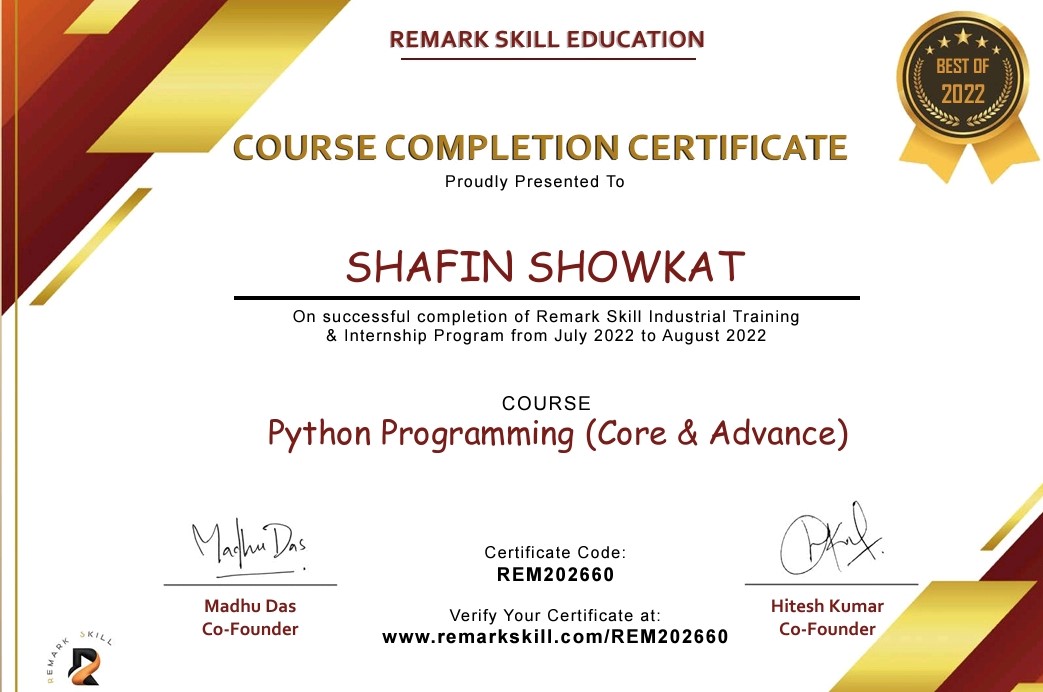 REMARK SKILL EDUCATION
BEST OF
2022
COURSE COMPLETION CERTIFICATE
Proudly Presented To
SHAFIN SHOWKAT
On successful completion of Remark Skill Industrial Training
& Internship Program from July 2022 to August 2022
COURSE
Python Programming (Core & Advance)
Madhu Das
Certificate Code:
REM202660
Madhu Das
Co-Founder
Verify Your Certificate at:
www.remarkskill.com/REM202660
Hitesh Kumar
Co-Founder
REMARK SKILL